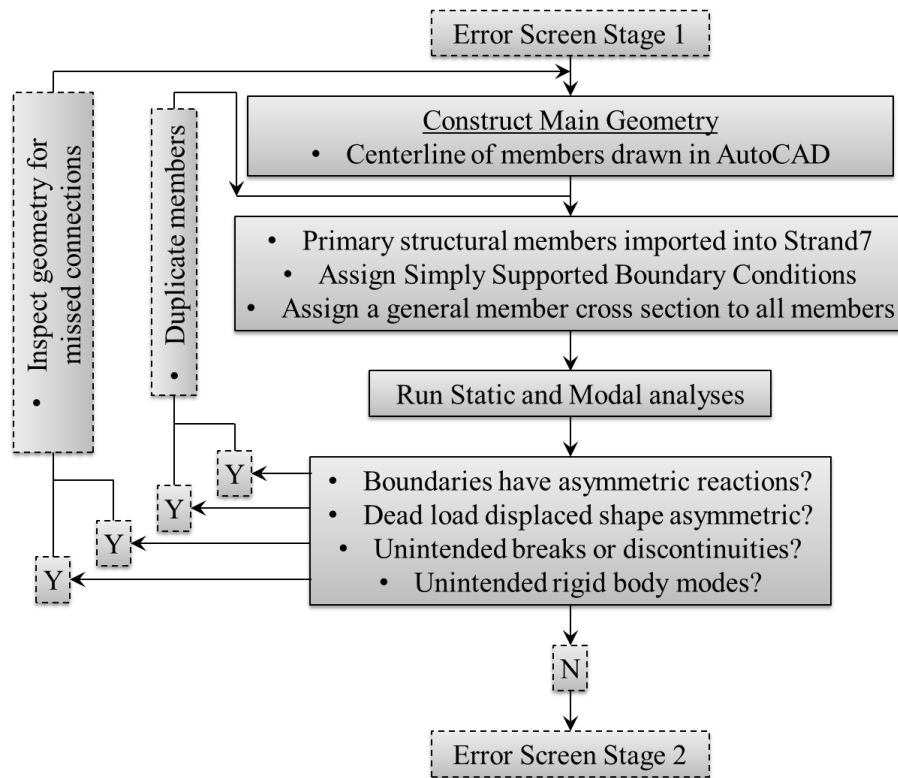 Error Screen Stage 1
Construct Main Geometry
• Centerline of members drawn in AutoCAD
• Primary structural members imported into Strand7
• Assign Simply Supported Boundary Conditions
• Assign a general member cross section to all members
Run Static and Modal analyses
• Boundaries have asymmetric reactions?
• Dead load displaced shape asymmetric?
• Unintended breaks or discontinuities?
• Unintended rigid body modes?
Y
Y
Y
Y
• Duplicate members
• Inspect geometry for
missed connections
N
Error Screen Stage 2